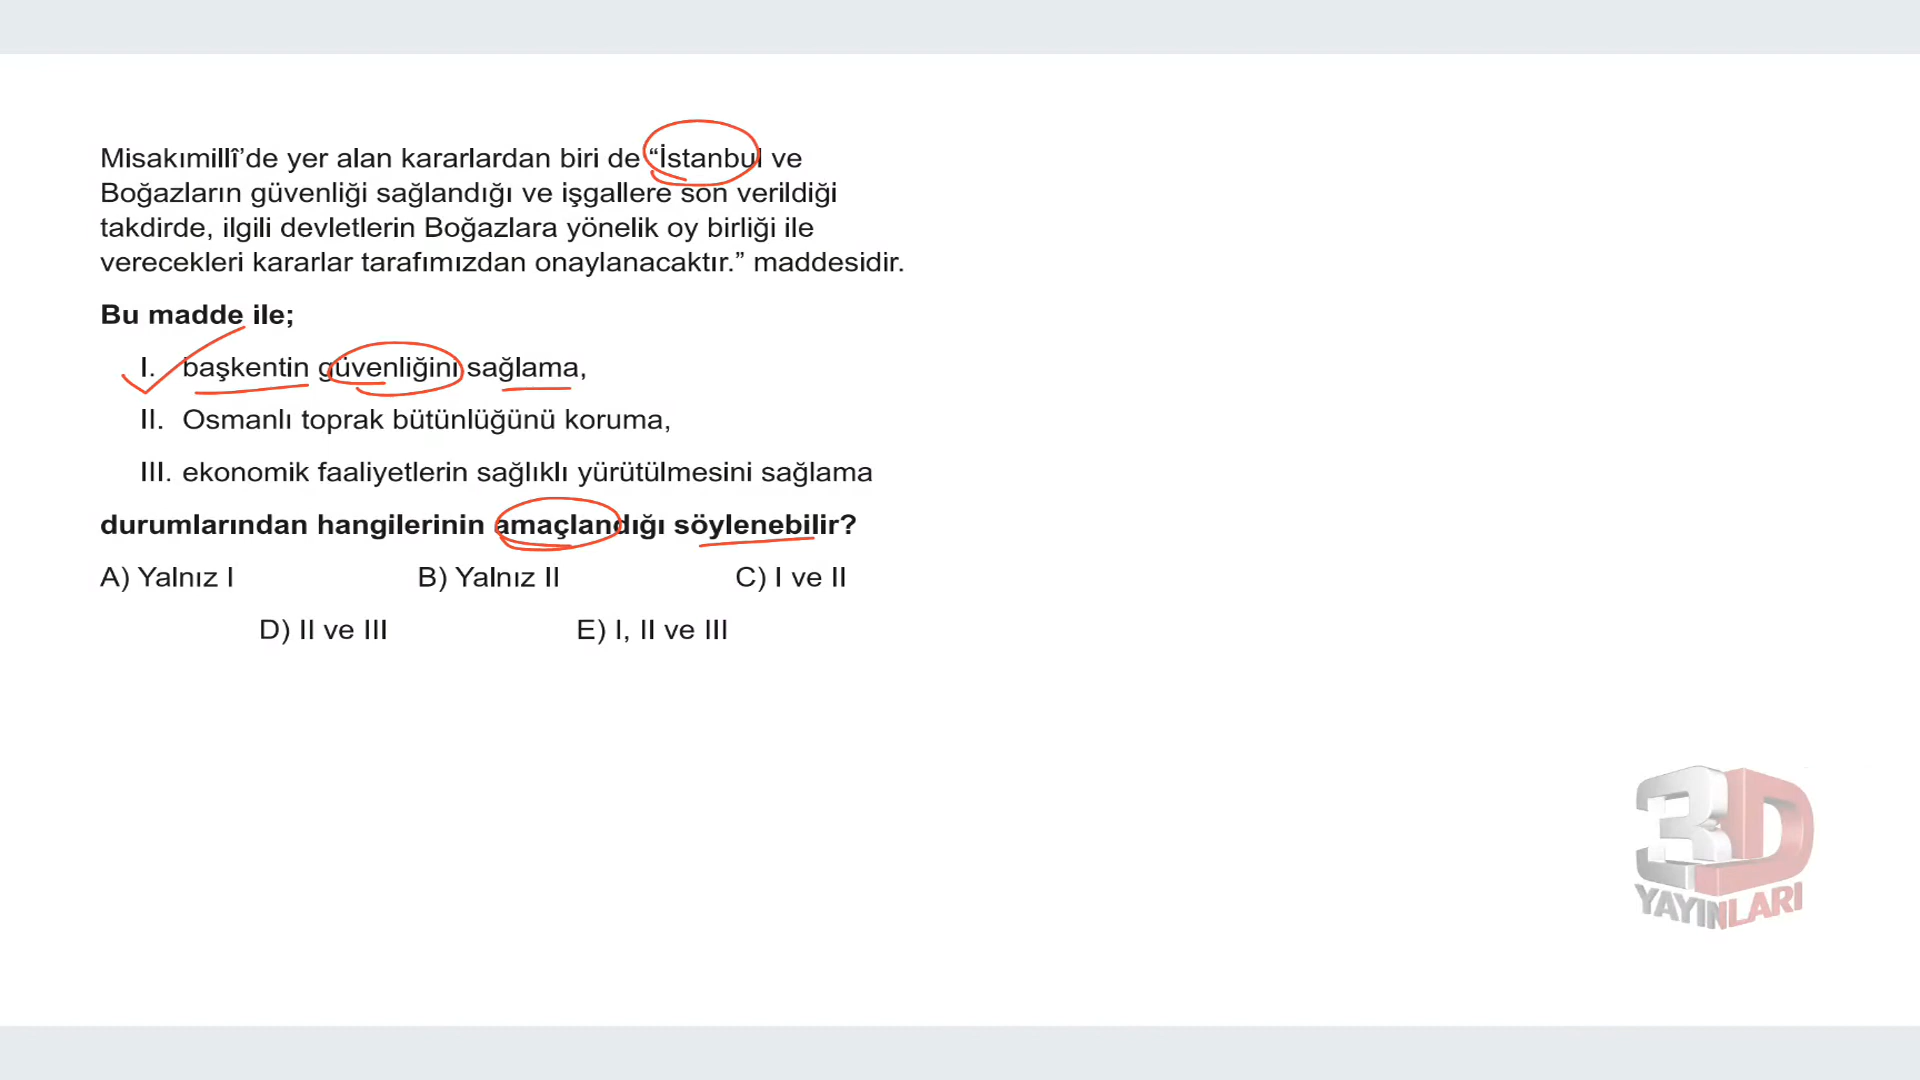 Misakımillî’de yer alan kararlardan biri de “İstanbul ve
Boğazların güvenliği sağlandığı ve işgallere son verildiği
takdirde, ilgili devletlerin Boğazlara yönelik oy birliği ile
verecekleri kararlar tarafımızdan onaylanacaktır.” maddesidir.
Bu madde ile;
I. başkentin güvenliğini sağlama,
II. Osmanlı toprak bütünlüğünü koruma,
III. ekonomik faaliyetlerin sağlıklı yürütülmesini sağlama
durumlarından hangilerinin amaçlandığı söylenebilir?
A) Yalnız I B) Yalnız II C) I ve II
D) II ve III E) I, II ve III
3D
YAYINLARI